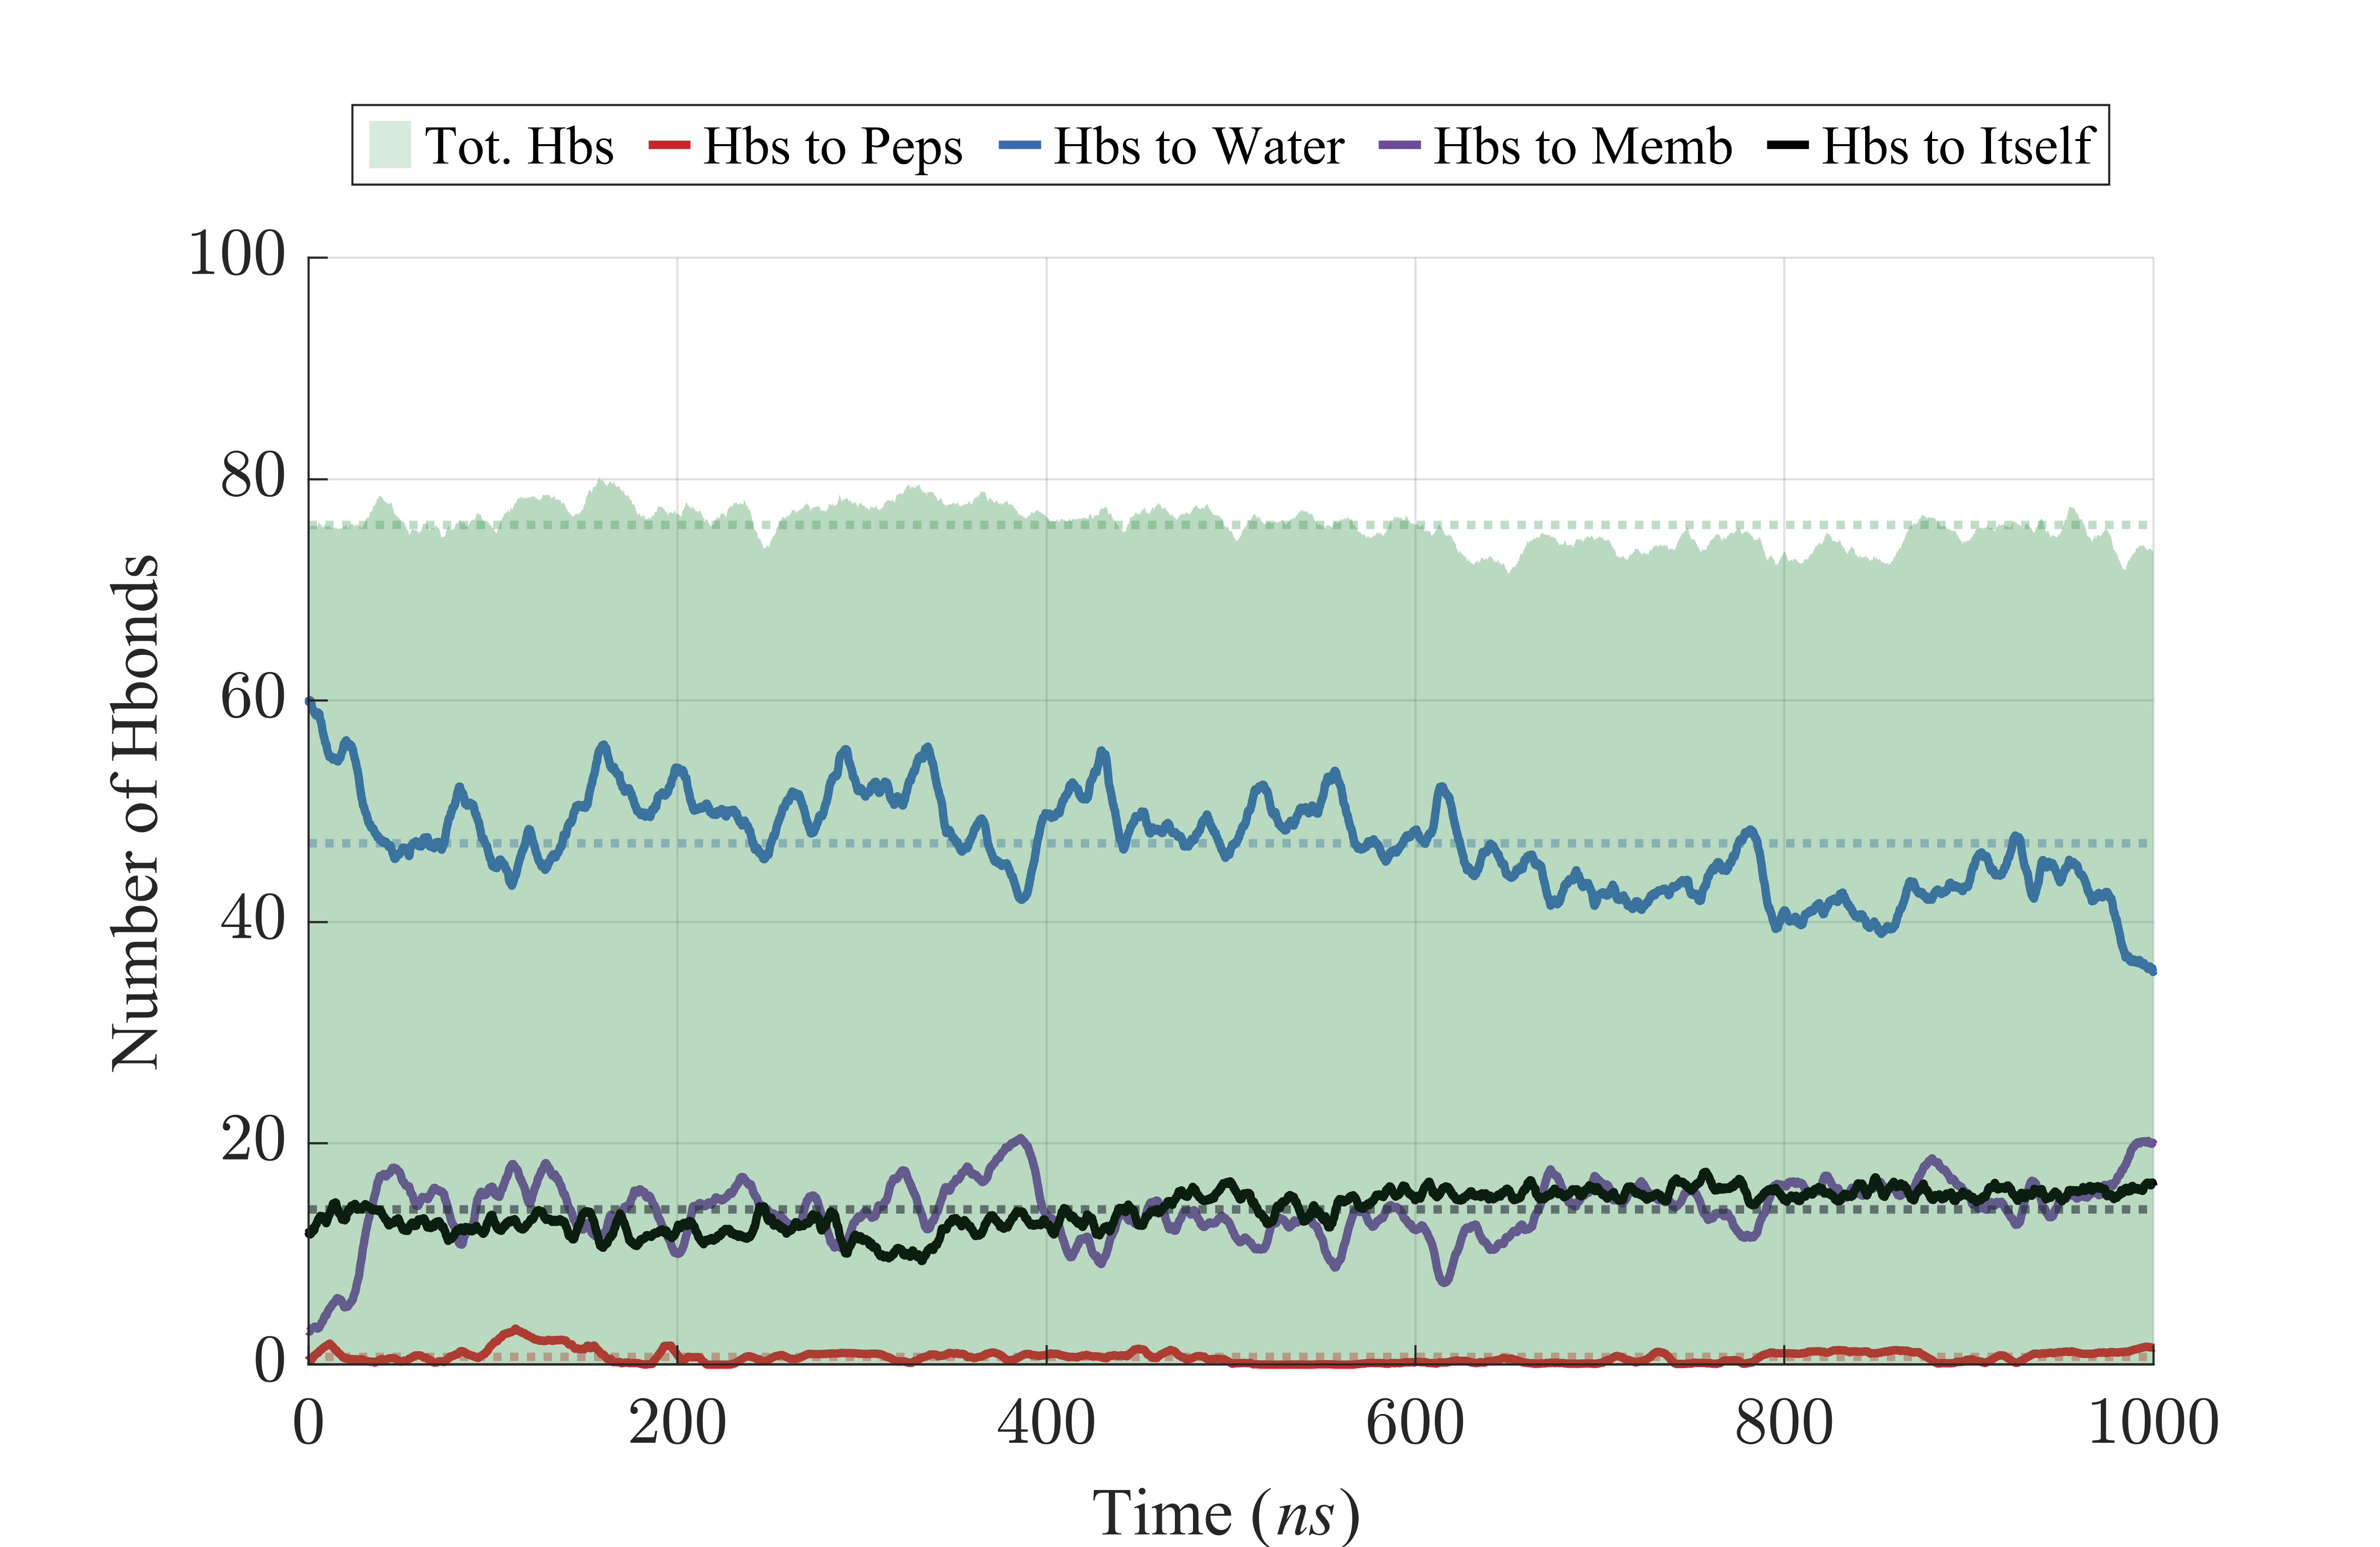 Tot. Hbs Hbs to Peps Hbs to Water Hbs to Memb Hbs to Itself
100
80
60
40
20
0
Number of Hbonds
0 200 400 600 800 1000
Time (ns)